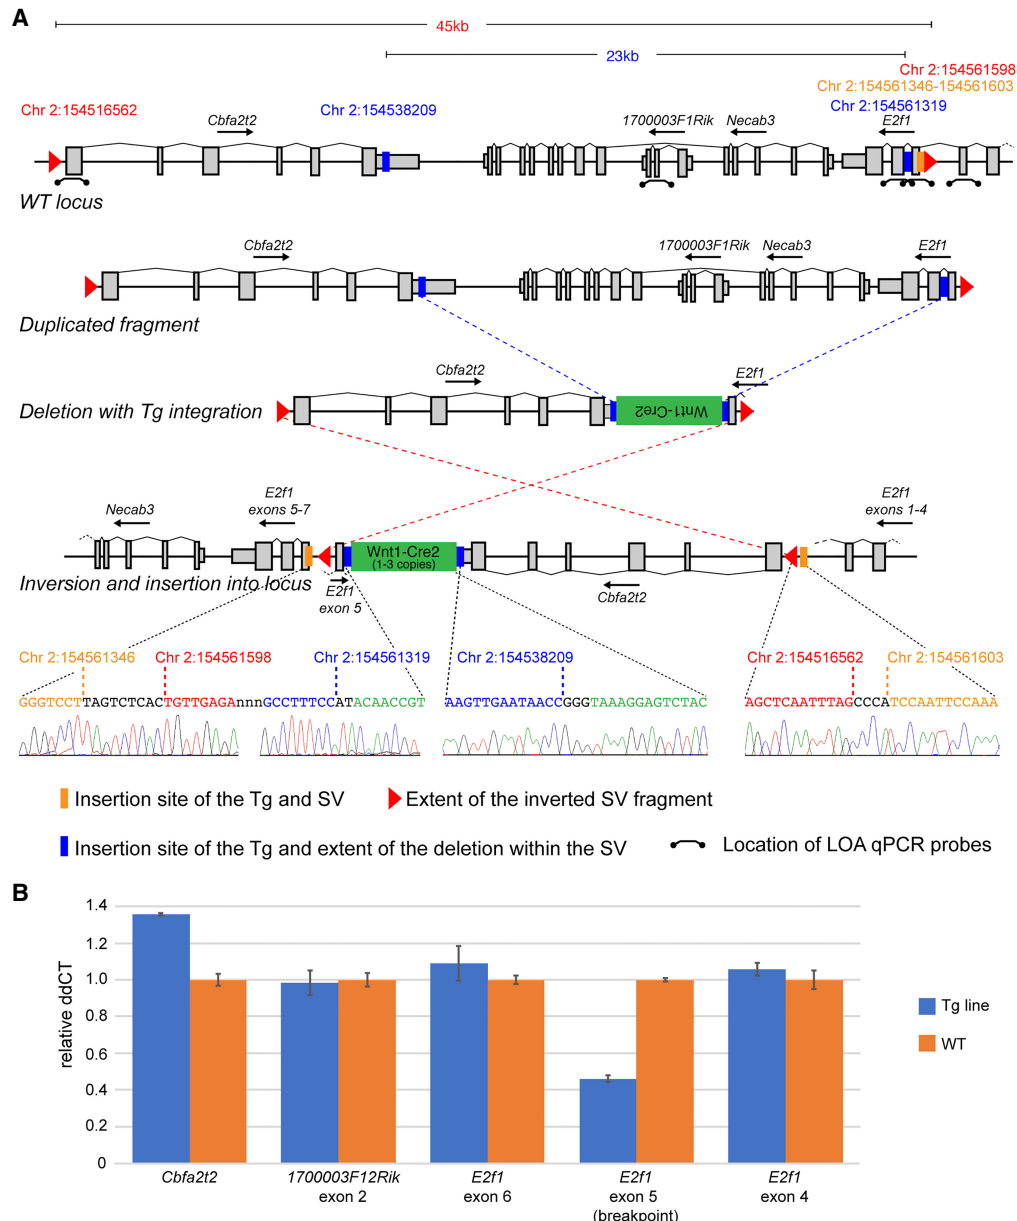 A
45kb
23kb
Chr 2:154561598
Chr 2:154561346-154561603
Chr 2:154516562
Chr 2:154538209
Chr 2:154561319
Cbfa2t2
1700003F1Rik
Necab3
E2f1
WT locus
Cbfa2t2
1700003F1Rik
Necab3
E2f1
Duplicated fragment
Cbfa2t2
E2f1
Deletion with Tg integration
Wnt1-Cre2
Necab3
E2f1
exons 5-7
E2f1
exons 1-4
Wnt1-Cre2
(1-3 copies)
Inversion and insertion into locus
E2f1
exon 5
Cbfa2t2
Chr 2:154561346
Chr 2:154561598
Chr 2:154561319
Chr 2:154538209
Chr 2:154516562
Chr 2:154561603
GGGTCCTTAGTCTCACTGTTGAGAnnnGCCTTTCCATACAACCGT
AAGTTGAATAACCGGGTAAAGGAGTCTAC
AGCTCAATTTAGCCCATCCAATTCCAAA
Insertion site of the Tg and SV
Extent of the inverted SV fragment
Insertion site of the Tg and extent of the deletion within the SV
Location of LOA qPCR probes
B
relative ddCT
1.4
1.2
1.0
0.8
0.6
0.4
0.2
0
Tg line
WT
Cbfa2t2
1700003F12Rik
exon 2
E2f1
exon 6
E2f1
exon 5
(breakpoint)
E2f1
exon 4